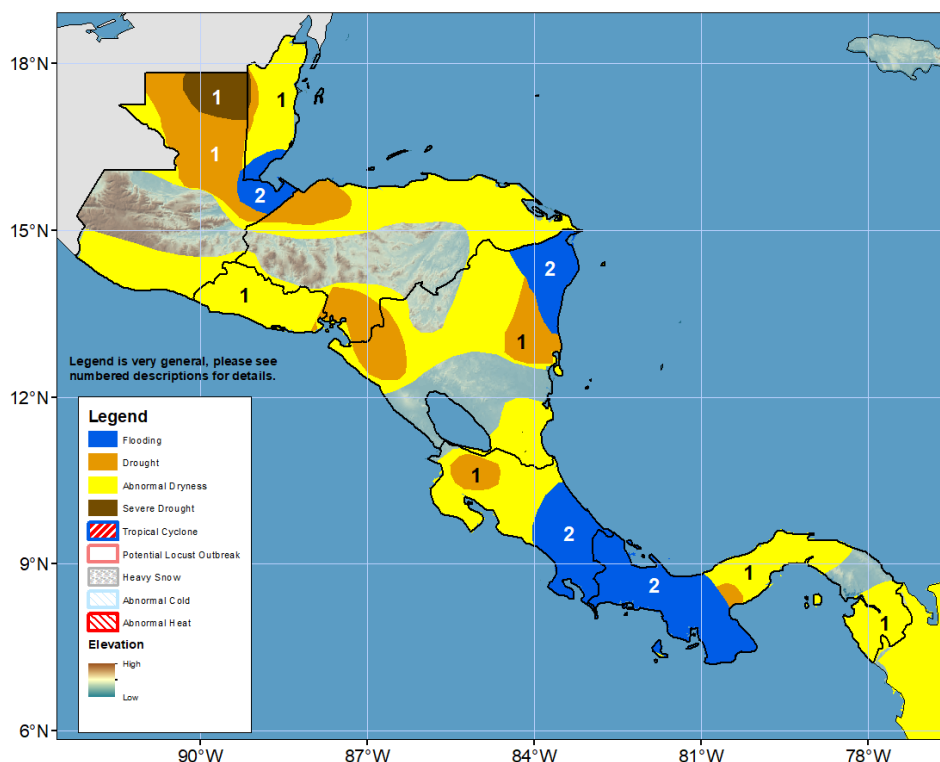 18°N
1
1
1
2
15°N
2
1
1
Legend is very general, please see
numbered descriptions for details.
12°N
Legend
Flooding
Drought
Abnormal Dryness
Severe Drought
Tropical Cyclone
Potential Locust Outbreak
Heavy Snow
Abnormal Cold
Abnormal Heat
Elevation
High
Low
1
2
9°N
2
1
1
6°N
90°W
87°W
84°W
81°W
78°W